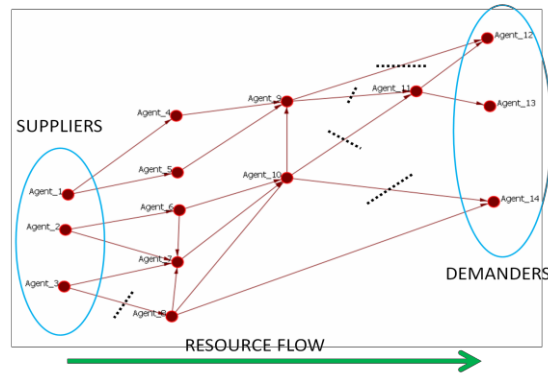 Agent_12
Agent_11
Agent_9
Agent_13
Agent_4
SUPPLIERS
Agent_5
Agent_10
Agent_1
Agent_6
Agent_14
Agent_2
Agent_7
DEMANDERS
Agent_3
Agent_8
RESOURCE FLOW